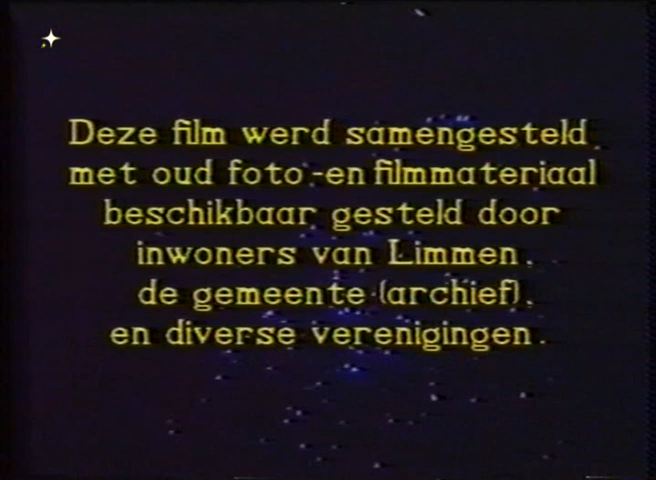 Deze film werd samengesteld
met oud foto-en filmmateriaal
beschikbaar gesteld door
inwoners van Limmen,
de gemeente (archief),
en diverse verenigingen.